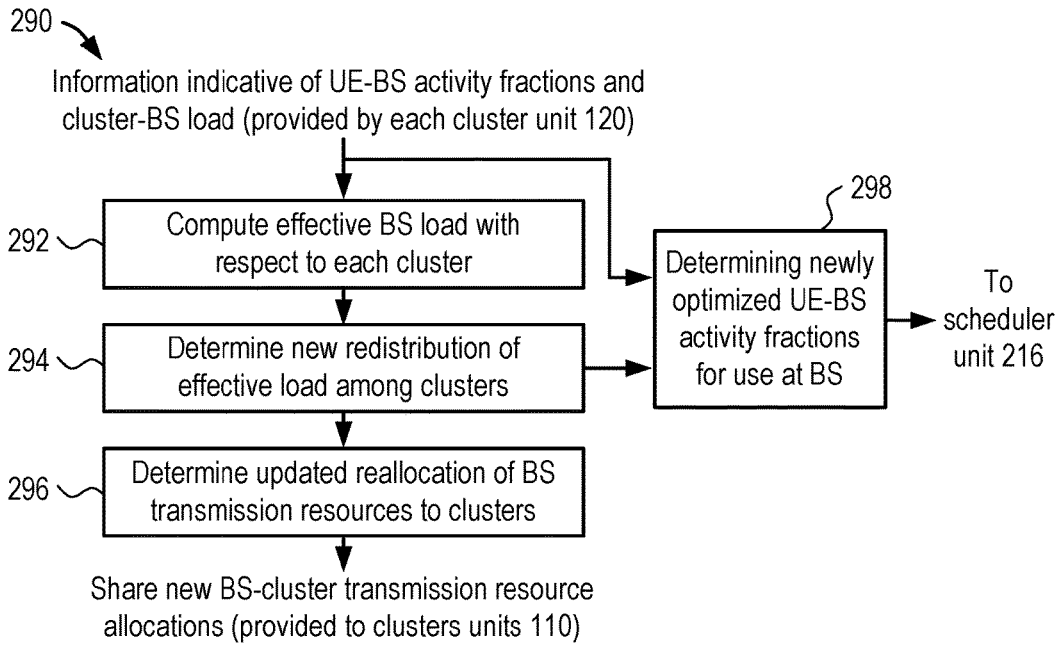 290
Information indicative of UE-BS activity fractions and
cluster-BS load (provided by each cluster unit 120)
292
Compute effective BS load with
respect to each cluster
294
Determine new redistribution of
effective load among clusters
296
Determine updated reallocation of BS
transmission resources to clusters
Share new BS-cluster transmission resource
allocations (provided to clusters units 110)
298
Determining newly
optimized UE-BS
activity fractions
for use at BS
To
scheduler
unit 216